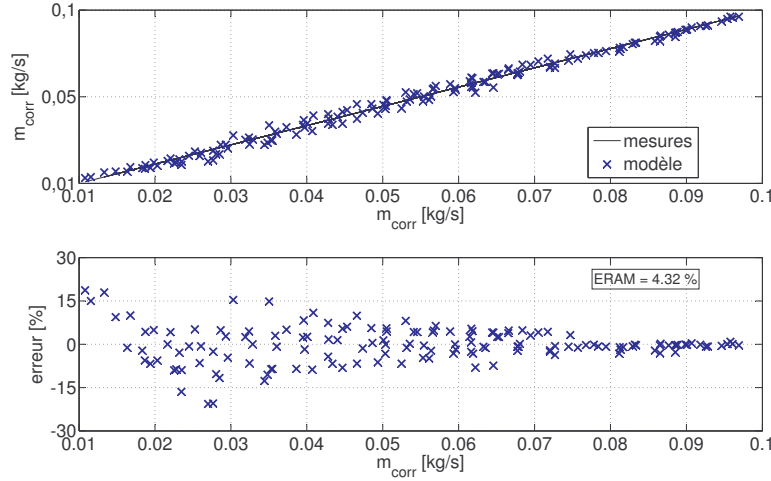 0,1
0,05
0,01
m_corr [kg/s]
mesures
modèle
0.01 0.02 0.03 0.04 0.05 0.06 0.07 0.08 0.09 0.1
m_corr [kg/s]
30
15
0
-15
-30
erreur [%]
ERAM = 4.32 %
0.01 0.02 0.03 0.04 0.05 0.06 0.07 0.08 0.09 0.1
m_corr [kg/s]